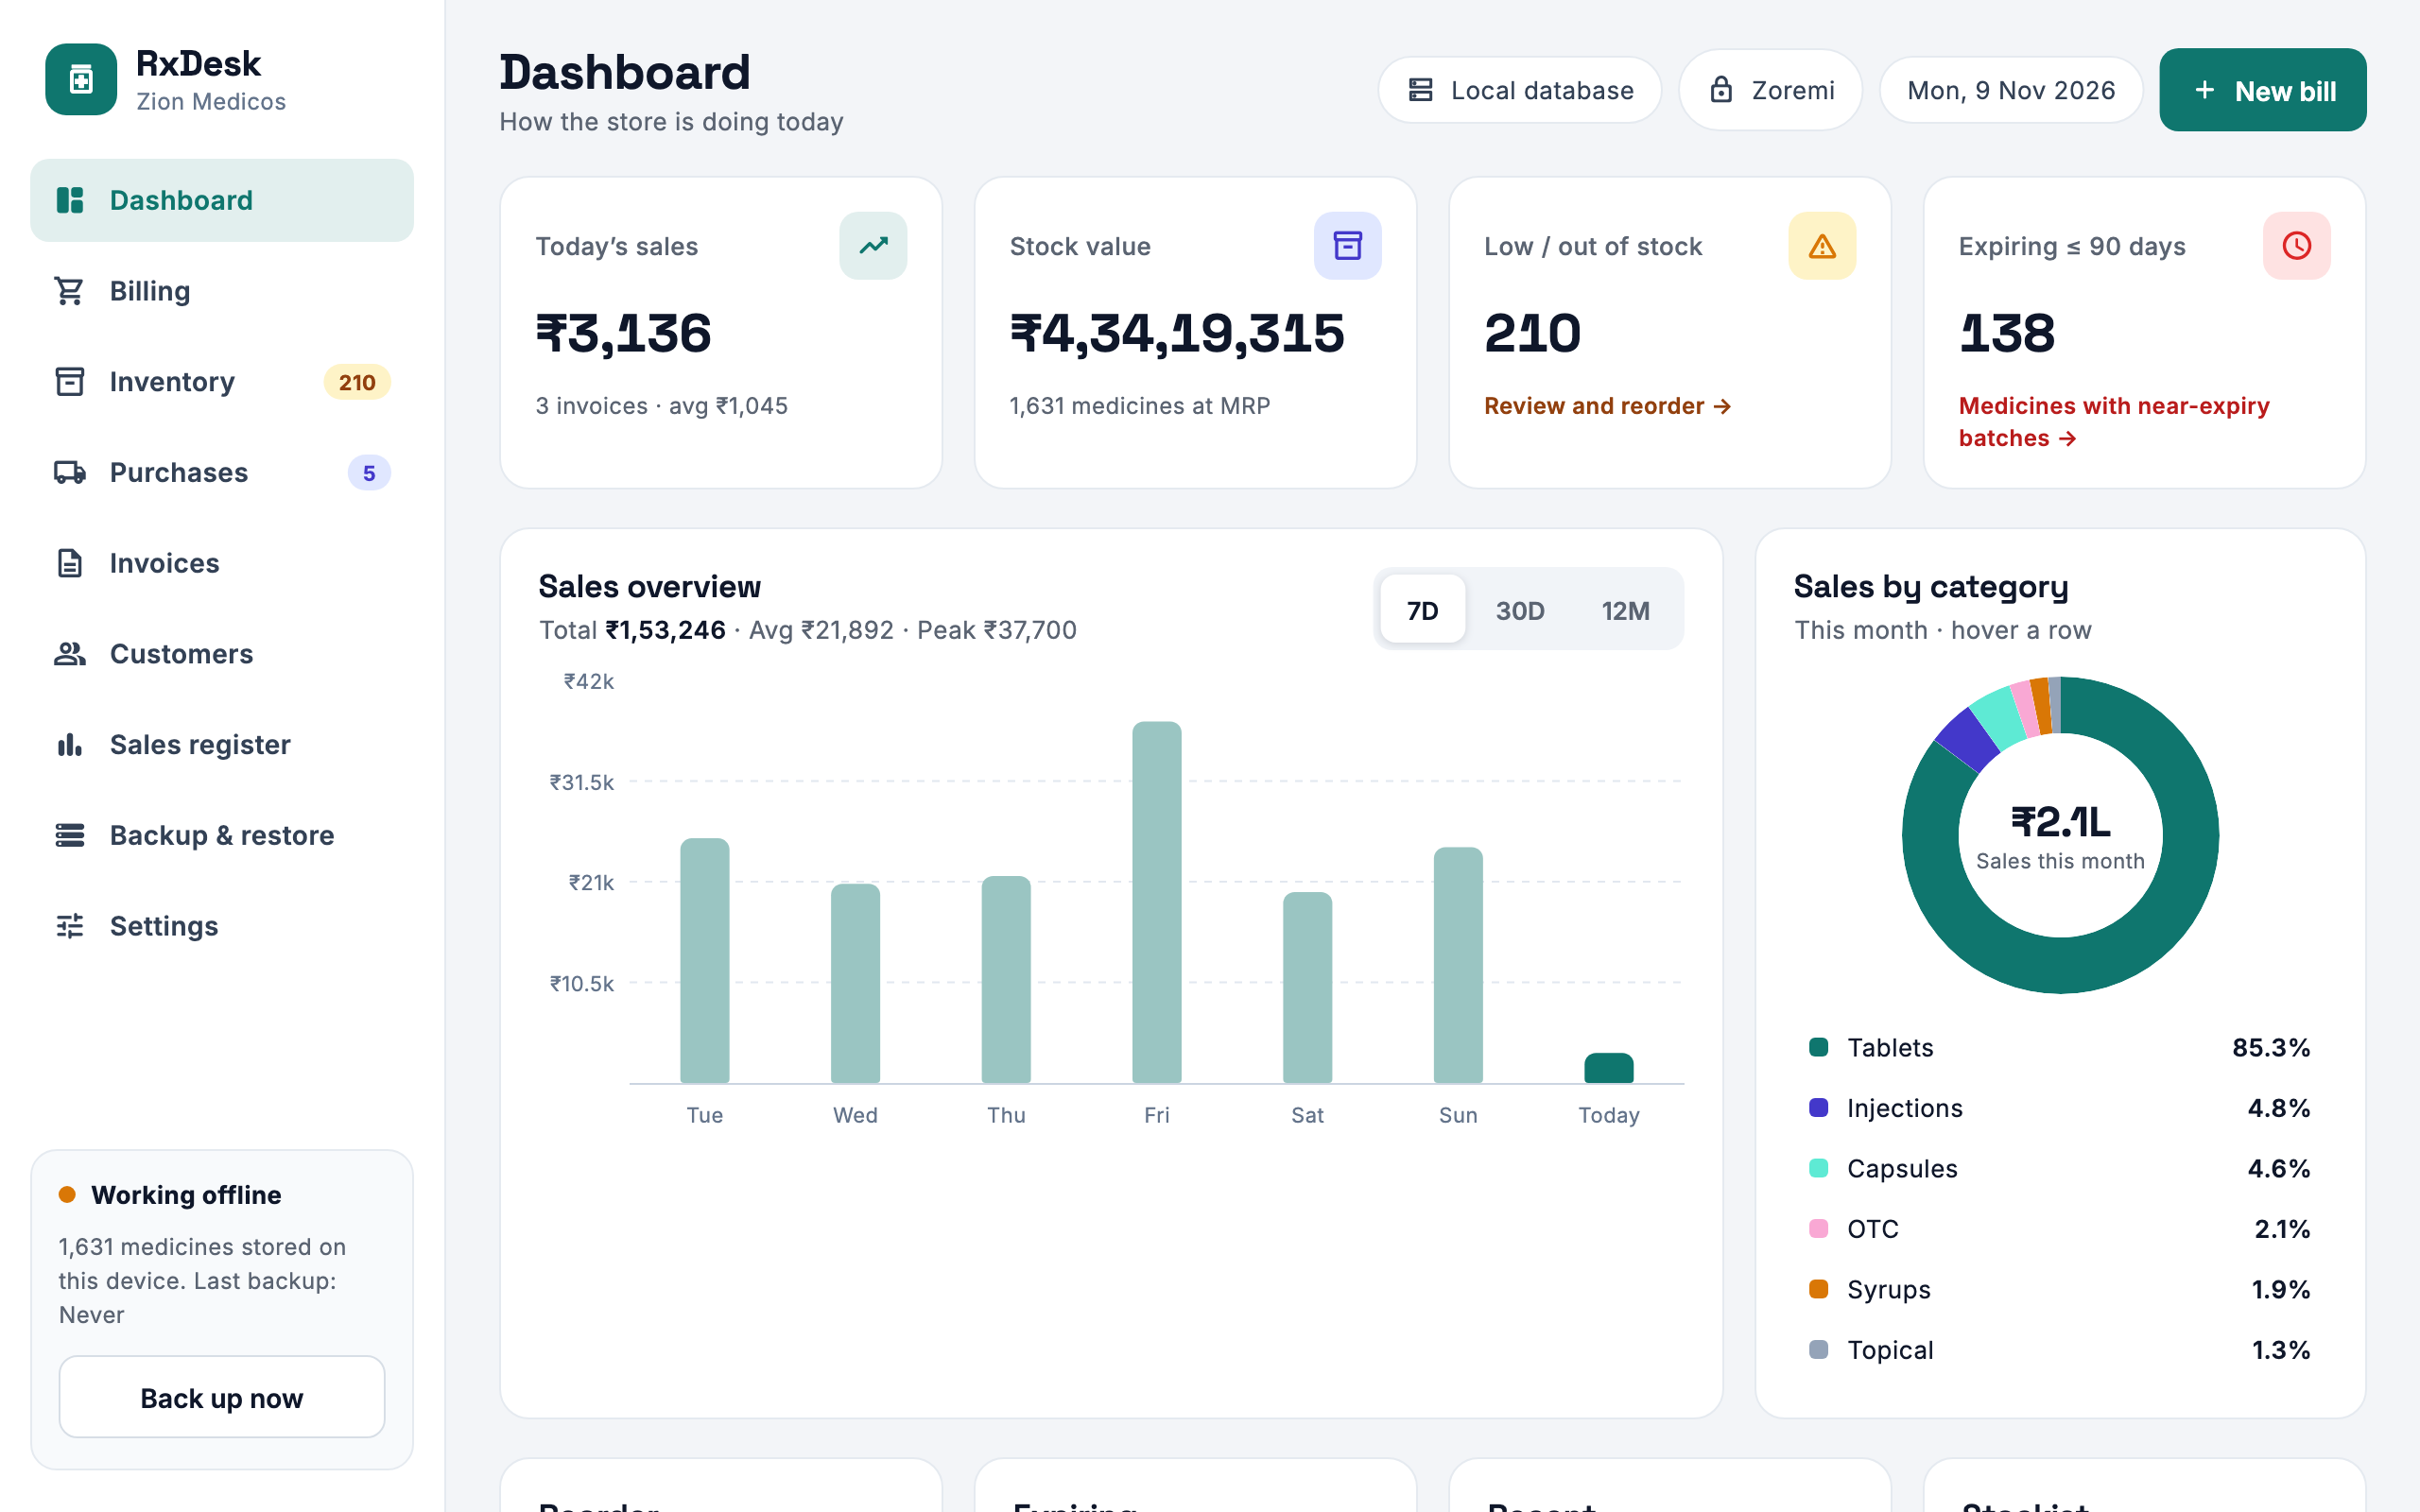 RxDesk
Zion Medicos
Dashboard
Billing
Inventory 210
Purchases 5
Invoices
Customers
Sales register
Backup & restore
Settings
Working offline
1,631 medicines stored on
this device. Last backup:
Never
Back up now
Dashboard
How the store is doing today
Local database
Zoremi
Mon, 9 Nov 2026
+ New bill
Today’s sales
₹3,136
3 invoices · avg ₹1,045
Stock value
₹4,34,19,315
1,631 medicines at MRP
Low / out of stock
210
Review and reorder →
Expiring ≤ 90 days
138
Medicines with near-expiry
batches →
Sales overview
Total ₹1,53,246 · Avg ₹21,892 · Peak ₹37,700
7D 30D 12M
₹42k
₹31.5k
₹21k
₹10.5k
Tue Wed Thu Fri Sat Sun Today
Sales by category
This month · hover a row
₹2.1L
Sales this month
Tablets 85.3%
Injections 4.8%
Capsules 4.6%
OTC 2.1%
Syrups 1.9%
Topical 1.3%